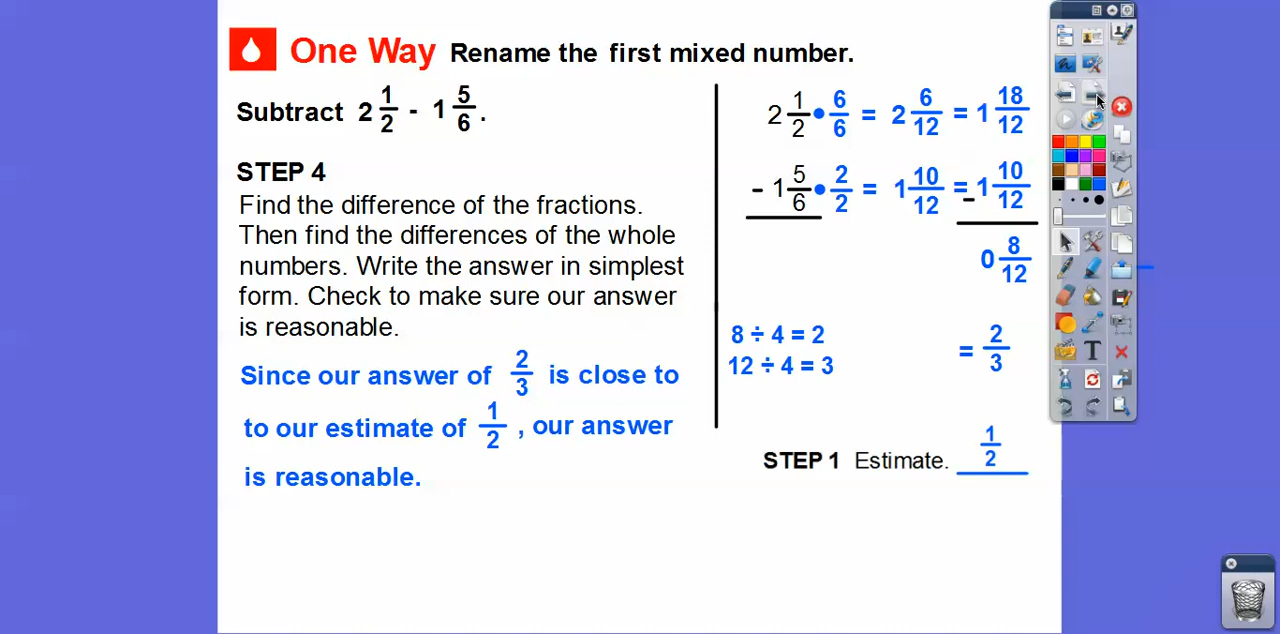 One Way Rename the first mixed number.
Subtract 2 1/2 - 1 5/6.
STEP 4
Find the difference of the fractions.
Then find the differences of the whole
numbers. Write the answer in simplest
form. Check to make sure our answer
is reasonable.
Since our answer of 2/3 is close to
to our estimate of 1/2, our answer
is reasonable.
2 1/2 • 6/6 = 2 6/12 = 1 18/12
- 1 5/6 • 2/2 = 1 10/12 = - 1 10/12
0 8/12
8 ÷ 4 = 2
12 ÷ 4 = 3
= 2/3
STEP 1 Estimate. 1/2